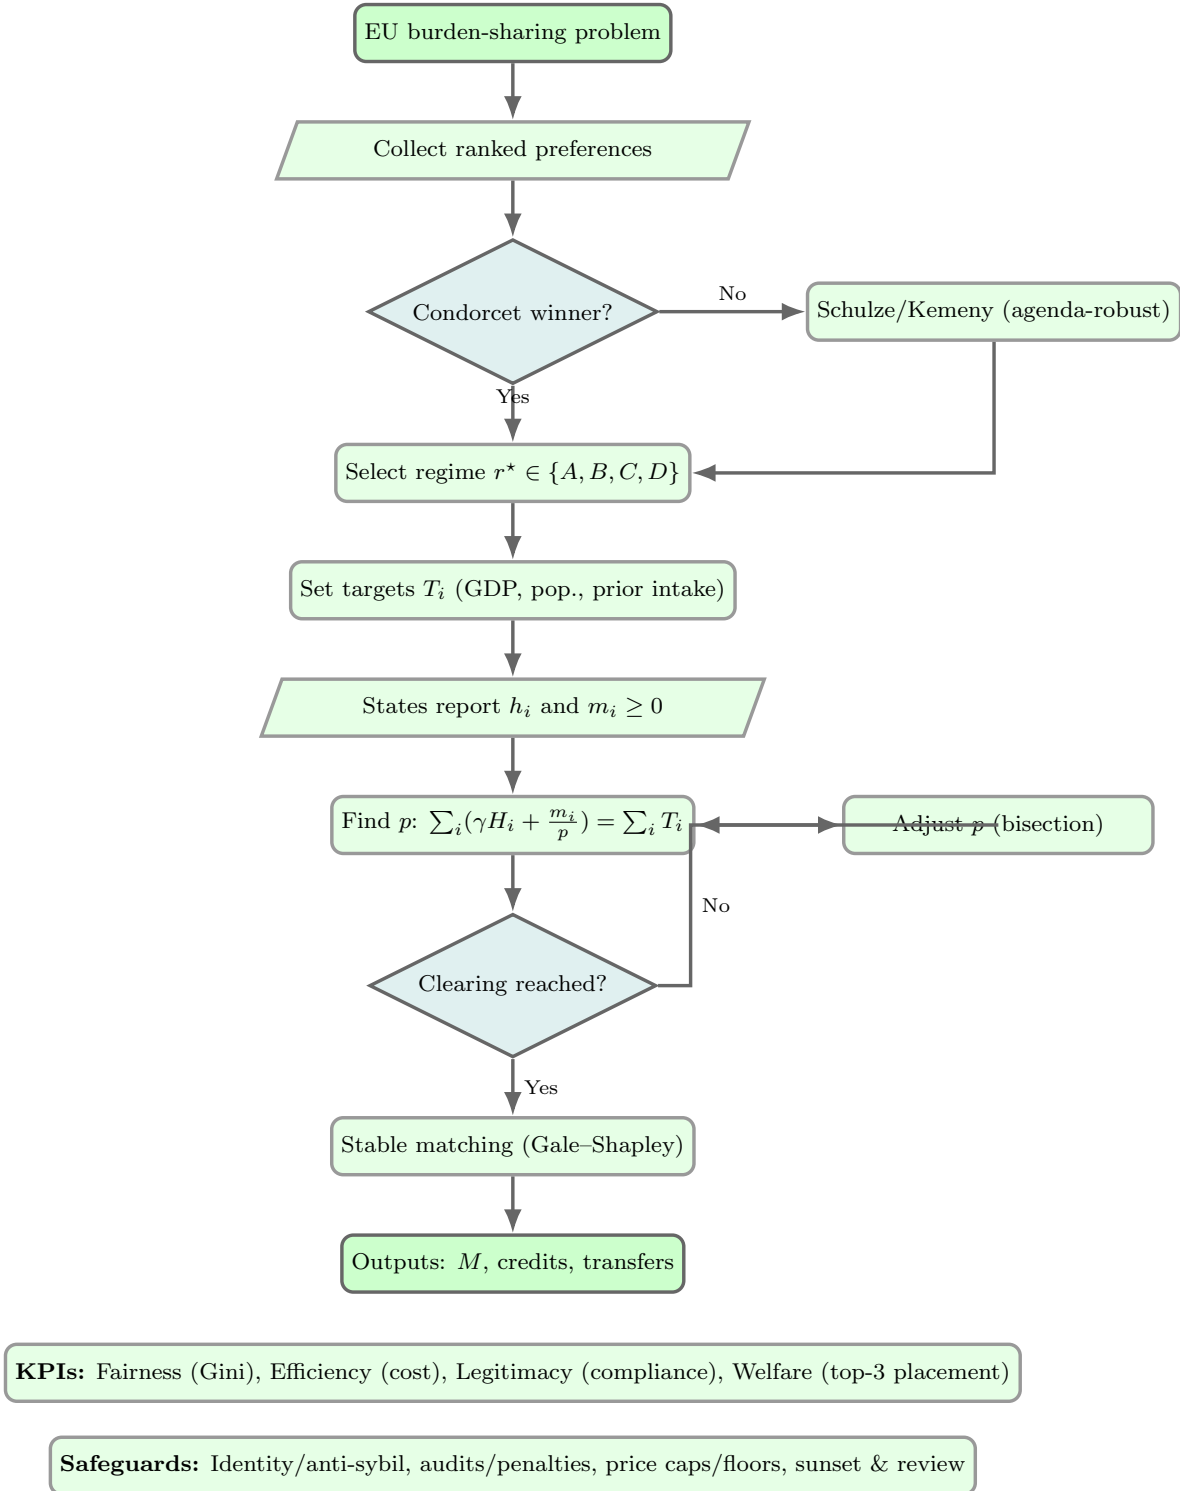 EU burden-sharing problem
Collect ranked preferences
Condorcet winner?
No
Schulze/Kemeny (agenda-robust)
Yes
Select regime r⋆ ∈ {A, B, C, D}
Set targets Tᵢ (GDP, pop., prior intake)
States report hᵢ and mᵢ ≥ 0
Find p: ∑ᵢ(γHᵢ + mᵢ/p) = ∑ᵢ Tᵢ
Adjust p (bisection)
No
Clearing reached?
Yes
Stable matching (Gale–Shapley)
Outputs: M, credits, transfers
KPIs: Fairness (Gini), Efficiency (cost), Legitimacy (compliance), Welfare (top-3 placement)
Safeguards: Identity/anti-sybil, audits/penalties, price caps/floors, sunset & review